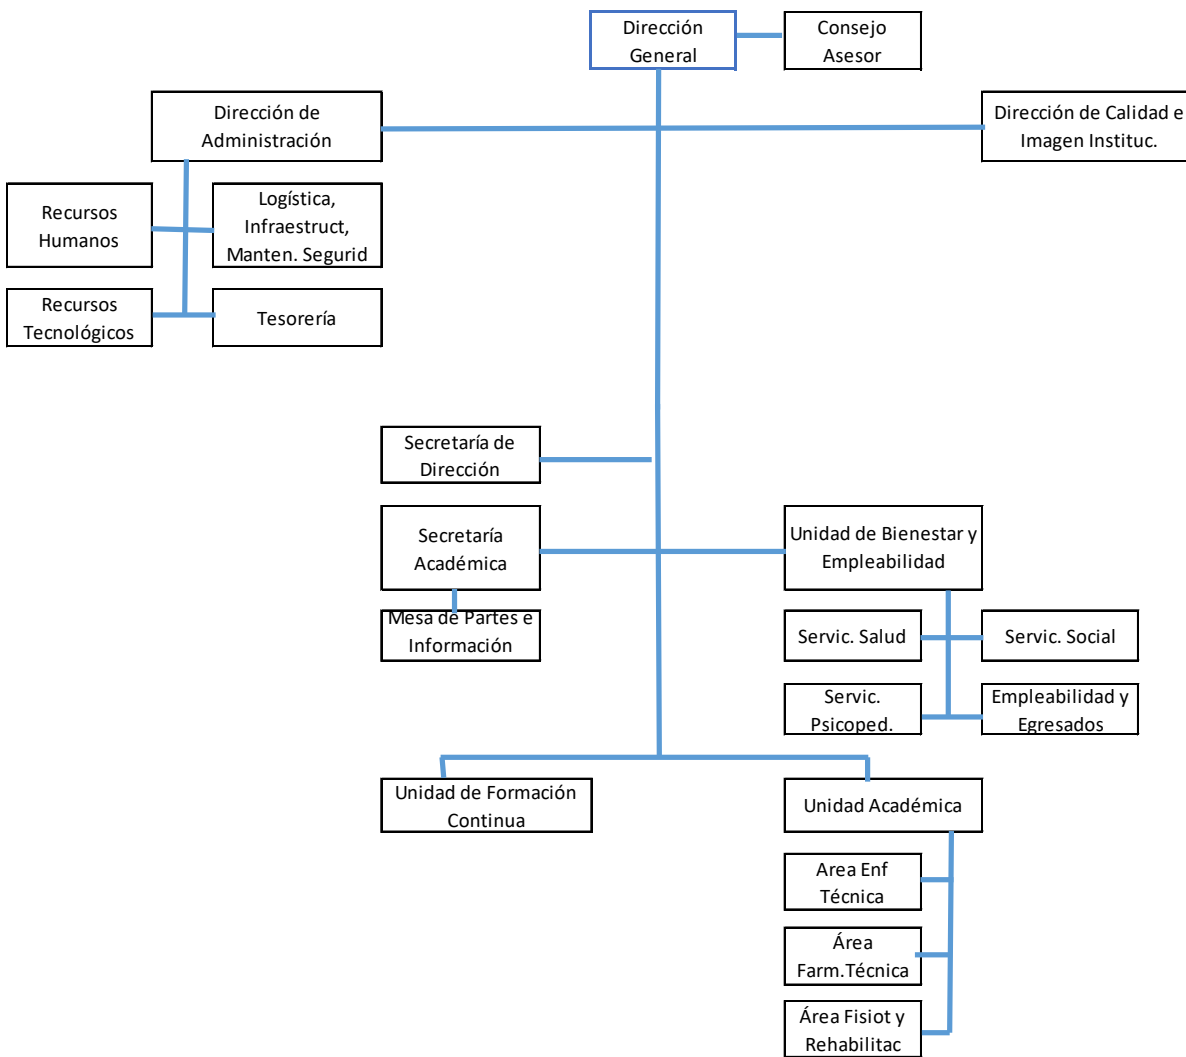 Dirección
General
Consejo
Asesor
Dirección de
Administración
Dirección de Calidad e
Imagen Instituc.
Recursos
Humanos
Logística,
Infraestruct,
Manten. Segurid
Recursos
Tecnológicos
Tesorería
Secretaría de
Dirección
Secretaría
Académica
Unidad de Bienestar y
Empleabilidad
Mesa de Partes e
Información
Servic. Salud
Servic. Social
Servic.
Psicoped.
Empleabilidad y
Egresados
Unidad de Formación
Continua
Unidad Académica
Area Enf
Técnica
Área
Farm.Técnica
Área Fisiot y
Rehabilitac